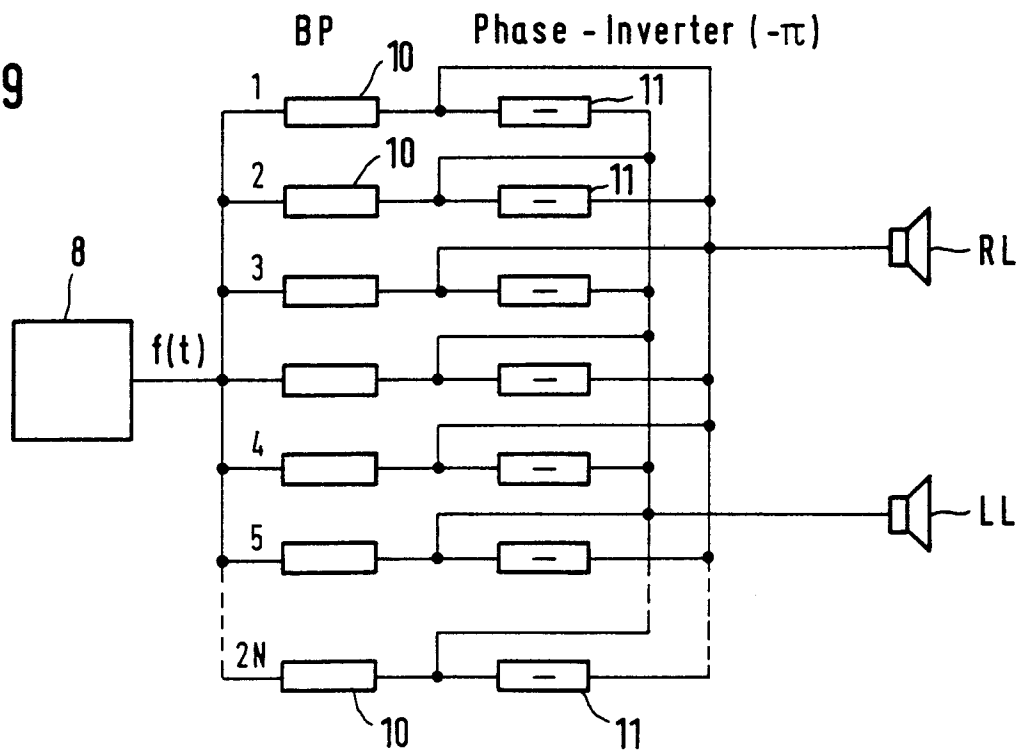 BP Phase - Inverter (-π)
9
10
1
11
10
2
11
8
3
RL
f(t)
4
LL
5
2N
10
11